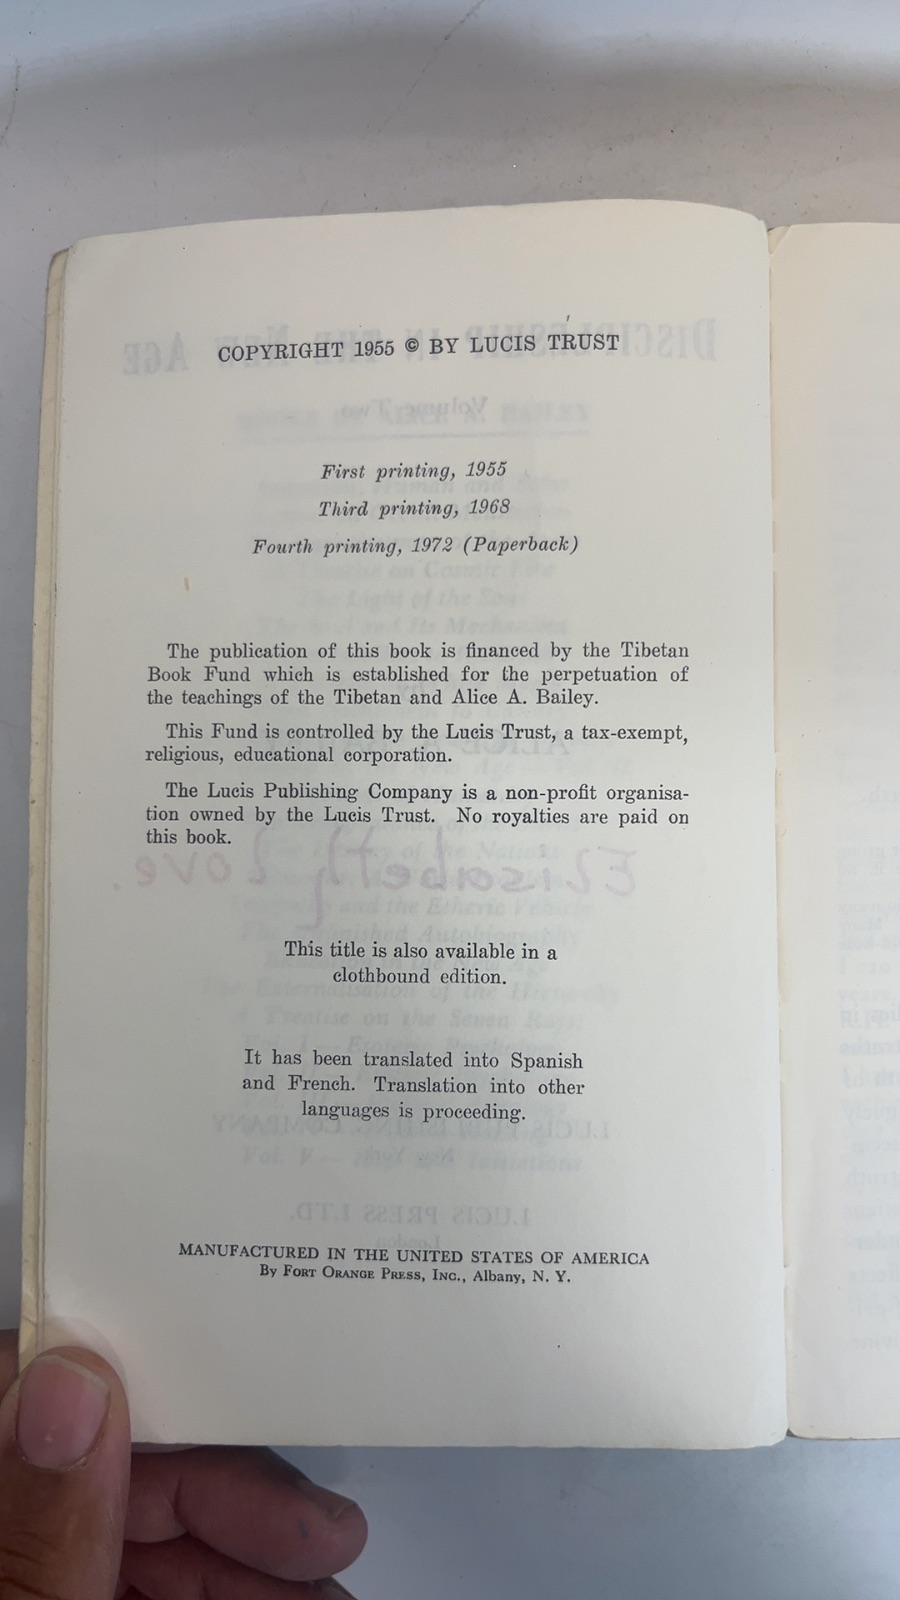 COPYRIGHT 1955 © BY LUCIS TRUST
First printing, 1955
Third printing, 1968
Fourth printing, 1972 (Paperback)
The publication of this book is financed by the Tibetan
Book Fund which is established for the perpetuation of
the teachings of the Tibetan and Alice A. Bailey.
This Fund is controlled by the Lucis Trust, a tax-exempt,
religious, educational corporation.
The Lucis Publishing Company is a non-profit organisa-
tion owned by the Lucis Trust. No royalties are paid on
this book.
This title is also available in a
clothbound edition.
It has been translated into Spanish
and French. Translation into other
languages is proceeding.
MANUFACTURED IN THE UNITED STATES OF AMERICA
By FORT ORANGE PRESS, INC., Albany, N. Y.